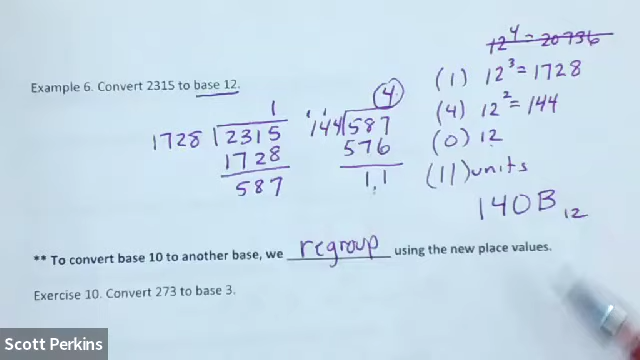 12⁴ = 20736
Example 6. Convert 2315 to base 12.
(1) 12³ = 1728
1
4
1728 2315
144 587
(4) 12² = 144
1728
576
(0) 12
587
11
(11) units
140B₁₂
** To convert base 10 to another base, we regroup using the new place values.
Exercise 10. Convert 273 to base 3.
Scott Perkins